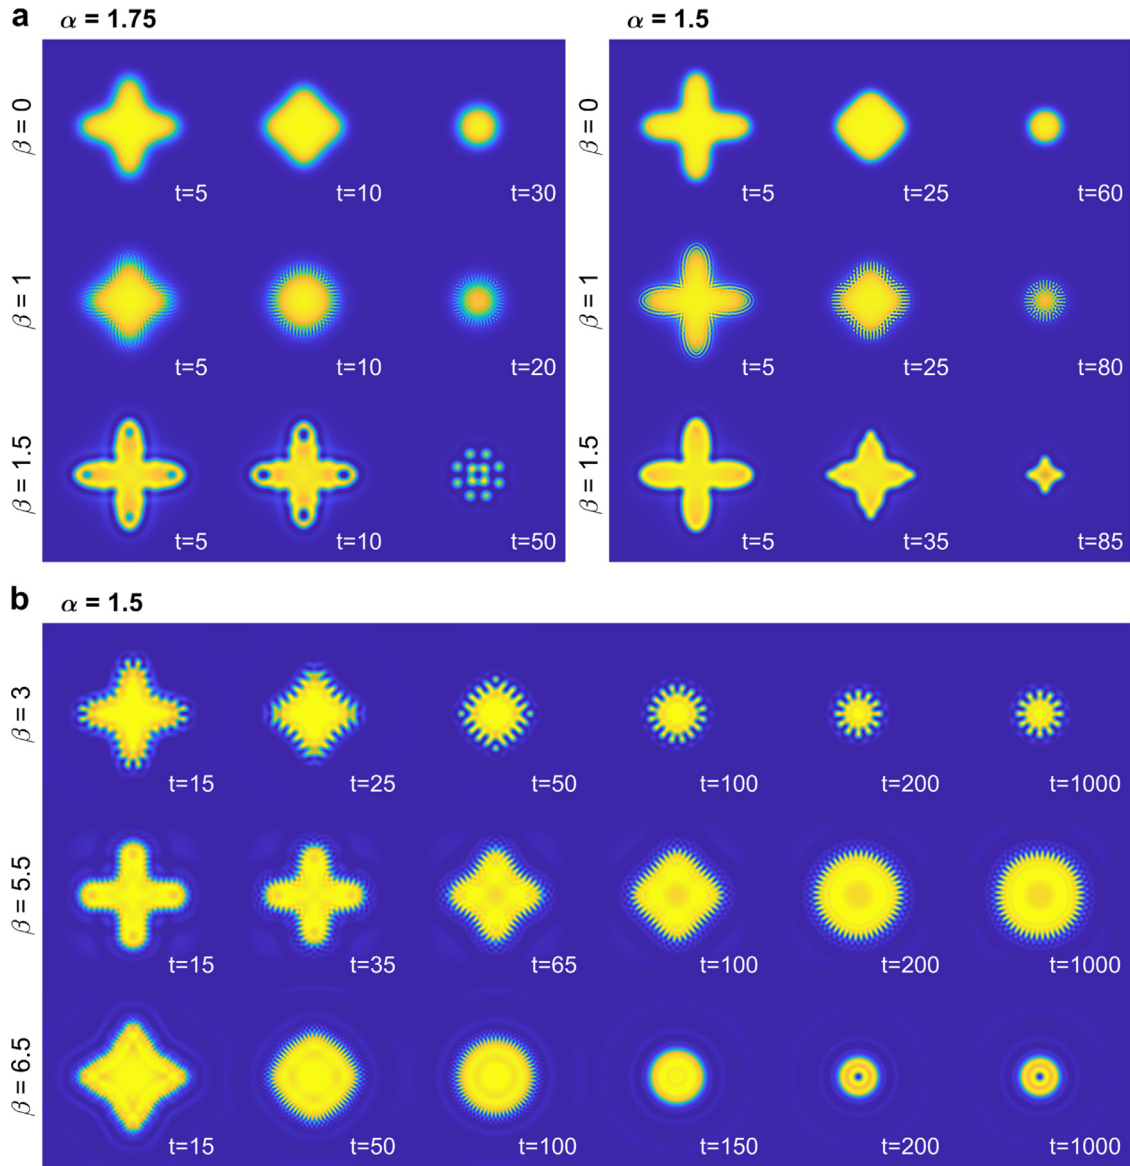 a α = 1.75 α = 1.5
β = 0 t=5 t=10 t=30 β = 0 t=5 t=25 t=60
β = 1 t=5 t=10 t=20 β = 1 t=5 t=25 t=80
β = 1.5 t=5 t=10 t=50 β = 1.5 t=5 t=35 t=85
b α = 1.5
β = 3 t=15 t=25 t=50 t=100 t=200 t=1000
β = 5.5 t=15 t=35 t=65 t=100 t=200 t=1000
β = 6.5 t=15 t=50 t=100 t=150 t=200 t=1000